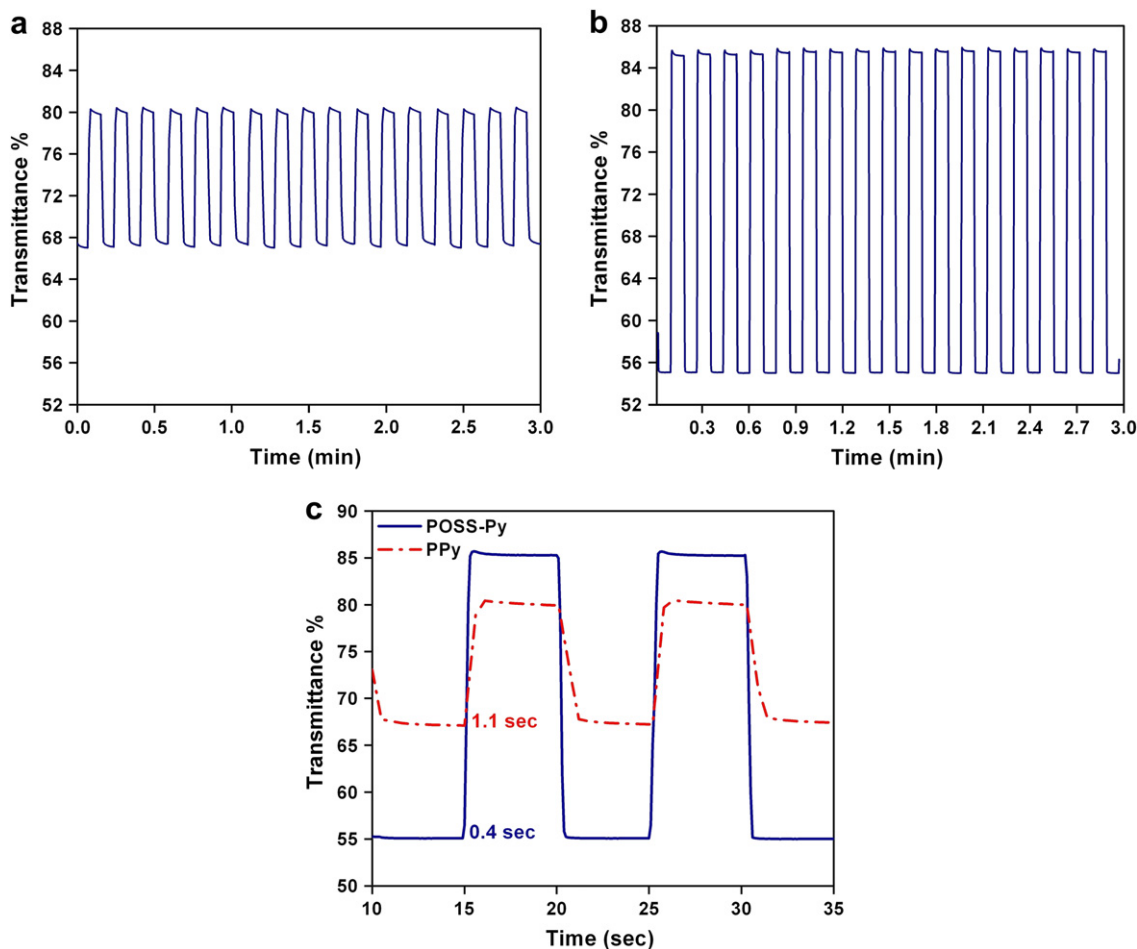 a
88
84
80
76
72
68
64
60
56
52
Transmittance %
0.0 0.5 1.0 1.5 2.0 2.5 3.0
Time (min)
b
88
84
80
76
72
68
64
60
56
52
Transmittance %
0.3 0.6 0.9 1.2 1.5 1.8 2.1 2.4 2.7 3.0
Time (min)
c
90
85
80
75
70
65
60
55
50
Transmittance %
POSS-Py
PPy
1.1 sec
0.4 sec
10 15 20 25 30 35
Time (sec)